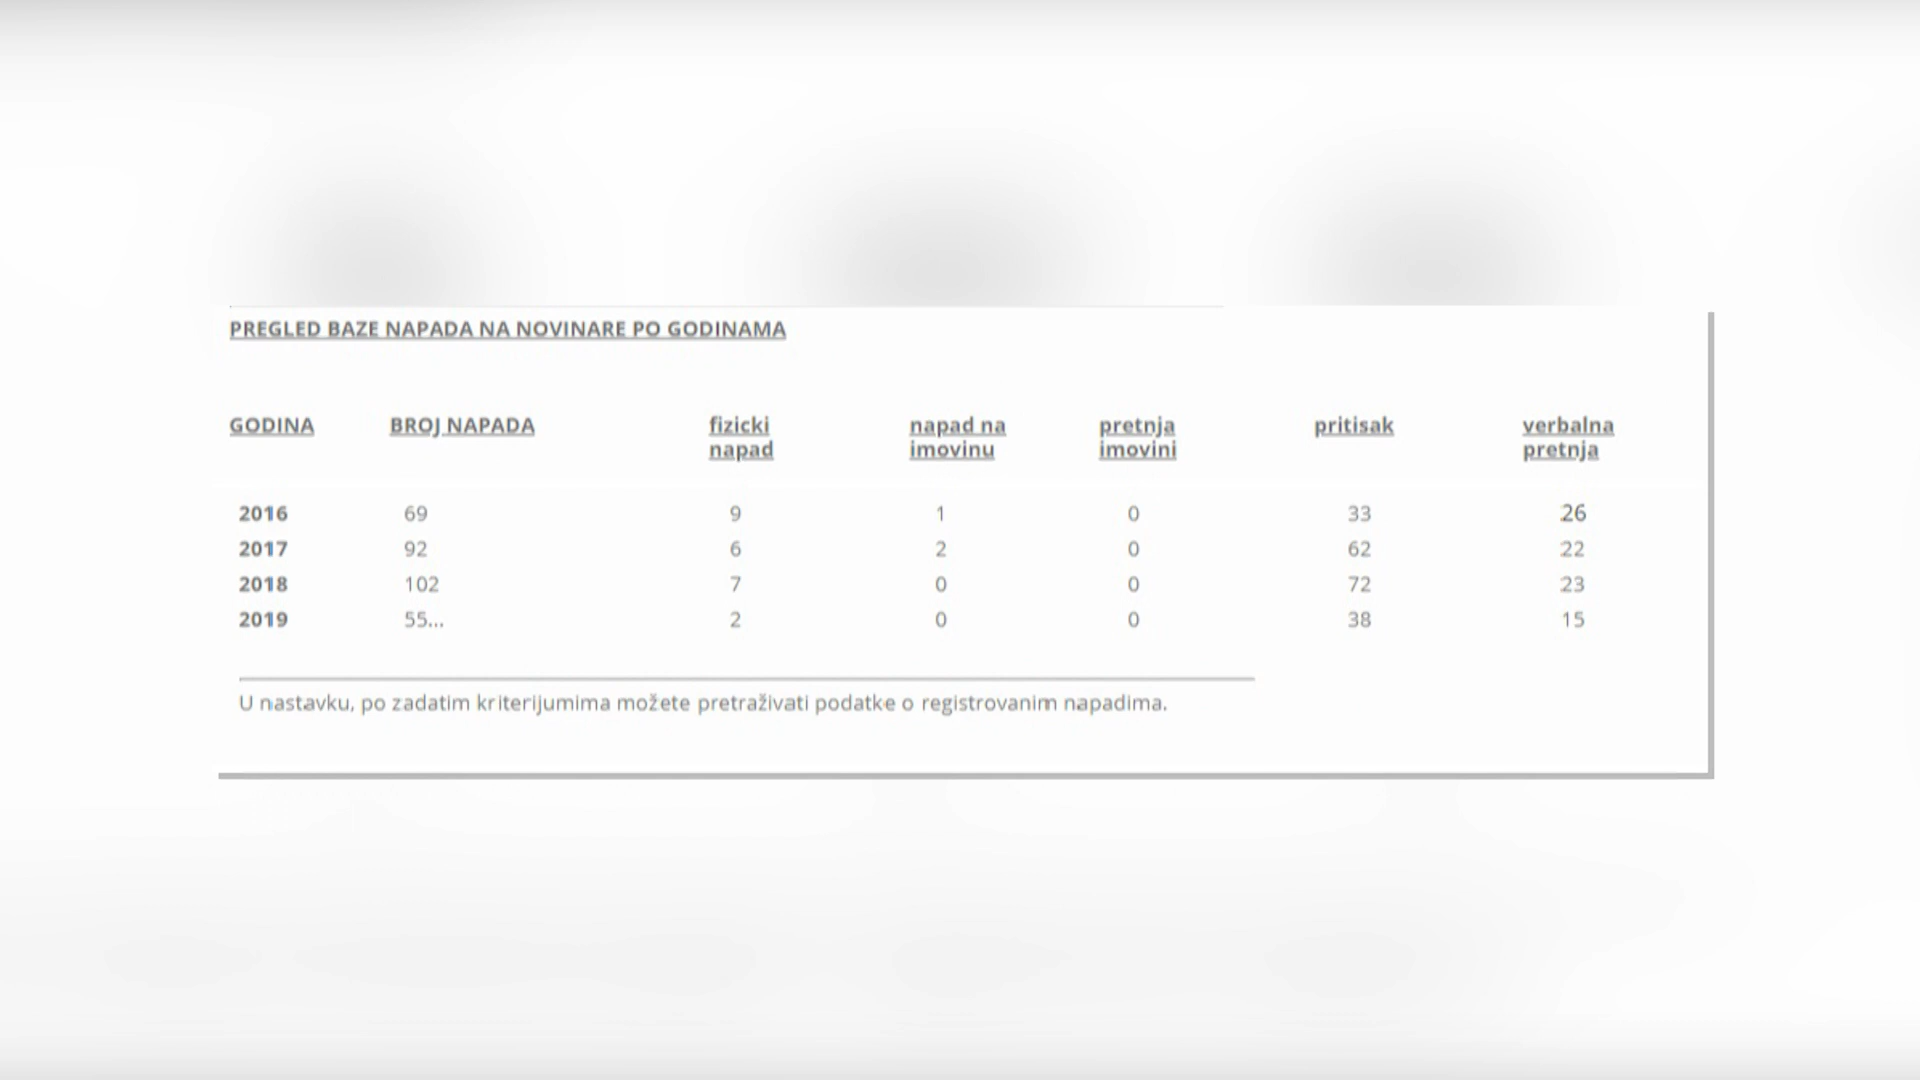 PREGLED BAZE NAPADA NA NOVINARE PO GODINAMA
GODINA BROJ NAPADA fizicki napad napad na imovinu pretnja imovini pritisak verbalna pretnja
2016 69 9 1 0 33 26
2017 92 6 2 0 62 22
2018 102 7 0 0 72 23
2019 55... 2 0 0 38 15
U nastavku, po zadatim kriterijumima možete pretraživati podatke o registrovanim napadima.